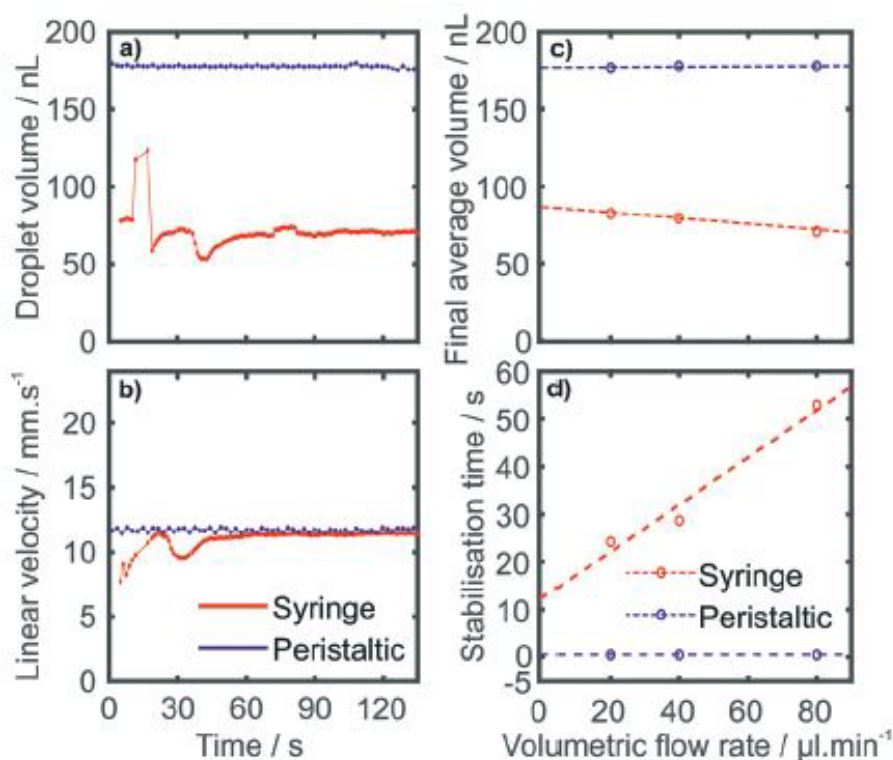 a)
Droplet volume / nL
200
150
100
50
0
c)
Final average volume / nL
200
150
100
50
0
b)
Linear velocity / mm.s⁻¹
20
15
10
5
0
Syringe
Peristaltic
0 30 60 90 120
Time / s
d)
Stabilisation time / s
60
50
40
30
20
10
0
-5
Syringe
Peristaltic
0 20 40 60 80
Volumetric flow rate / µl.min⁻¹